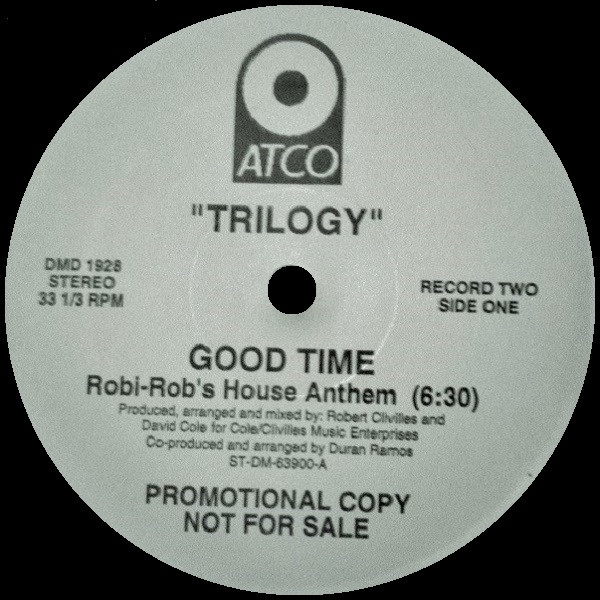 ATCO
"TRILOGY"
DMD 1928
STEREO
33 1/3 RPM
RECORD TWO
SIDE ONE
GOOD TIME
Robi-Rob's House Anthem (6:30)
Produced, arranged and mixed by: Robert Clivilles and
David Cole for Cole/Clivilles Music Enterprises
Co-produced and arranged by Duran Ramos
ST-DM-63900-A
PROMOTIONAL COPY
NOT FOR SALE